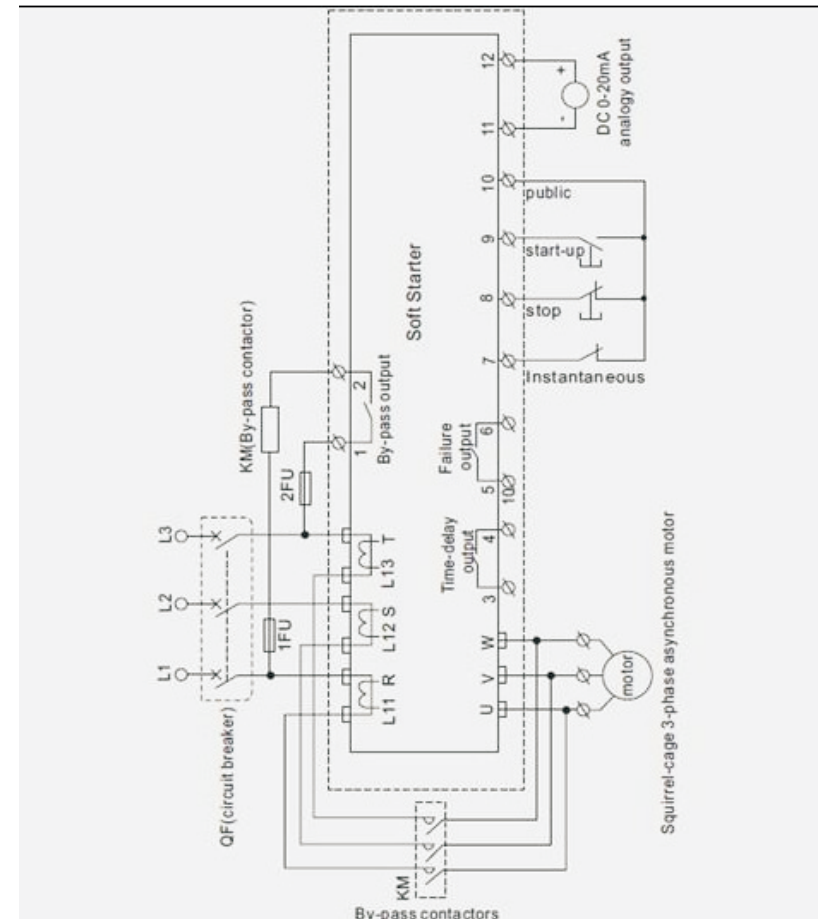 12
+
DC 0-20mA
analogy output
-
11
10
public
9
start-up
8
stop
7
Instantaneous
Soft Starter
KM(By-pass contactor)
2
By-pass output
1
2FU
6
Failure
output
5
10
Time-delay
output
4
3
L3
L2
L1
1FU
QF(circuit breaker)
T
L13
S
L12
R
L11
W
V
U
motor
Squirrel-cage 3-phase asynchronous motor
KM
By-pass contactors